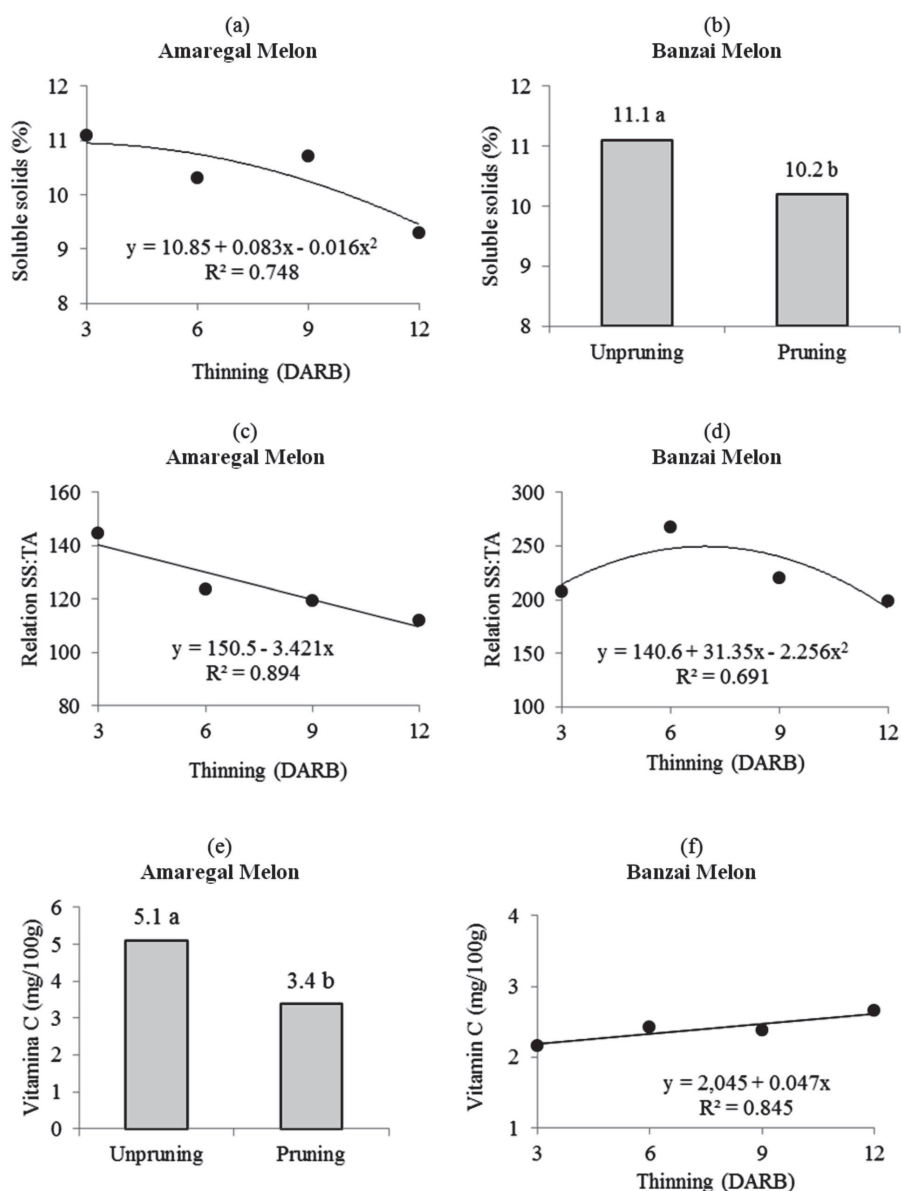 (a)
Amaregal Melon
12
11
10
9
8
Soluble solids (%)
y = 10.85 + 0.083x - 0.016x²
R² = 0.748
3 6 9 12
Thinning (DARB)
(b)
Banzai Melon
12
11
10
9
8
Soluble solids (%)
11.1 a
10.2 b
Unpruning Pruning
(c)
Amaregal Melon
160
140
120
100
80
Relation SS:TA
y = 150.5 - 3.421x
R² = 0.894
3 6 9 12
Thinning (DARB)
(d)
Banzai Melon
300
250
200
150
100
Relation SS:TA
y = 140.6 + 31.35x - 2.256x²
R² = 0.691
3 6 9 12
Thinning (DARB)
(e)
Amaregal Melon
6
5
4
3
2
1
0
Vitamina C (mg/100g)
5.1 a
3.4 b
Unpruning Pruning
(f)
Banzai Melon
4
3
2
1
Vitamin C (mg/100g)
y = 2,045 + 0.047x
R² = 0.845
3 6 9 12
Thinning (DARB)